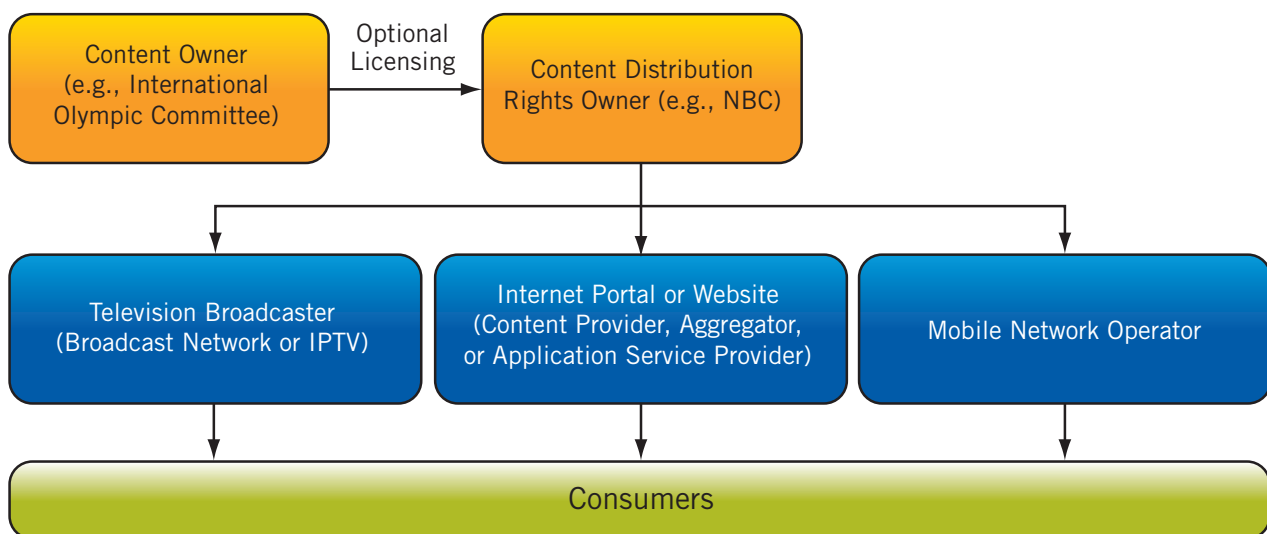 Content Owner
(e.g., International
Olympic Committee)
Optional
Licensing
Content Distribution
Rights Owner (e.g., NBC)
Television Broadcaster
(Broadcast Network or IPTV)
Internet Portal or Website
(Content Provider, Aggregator,
or Application Service Provider)
Mobile Network Operator
Consumers